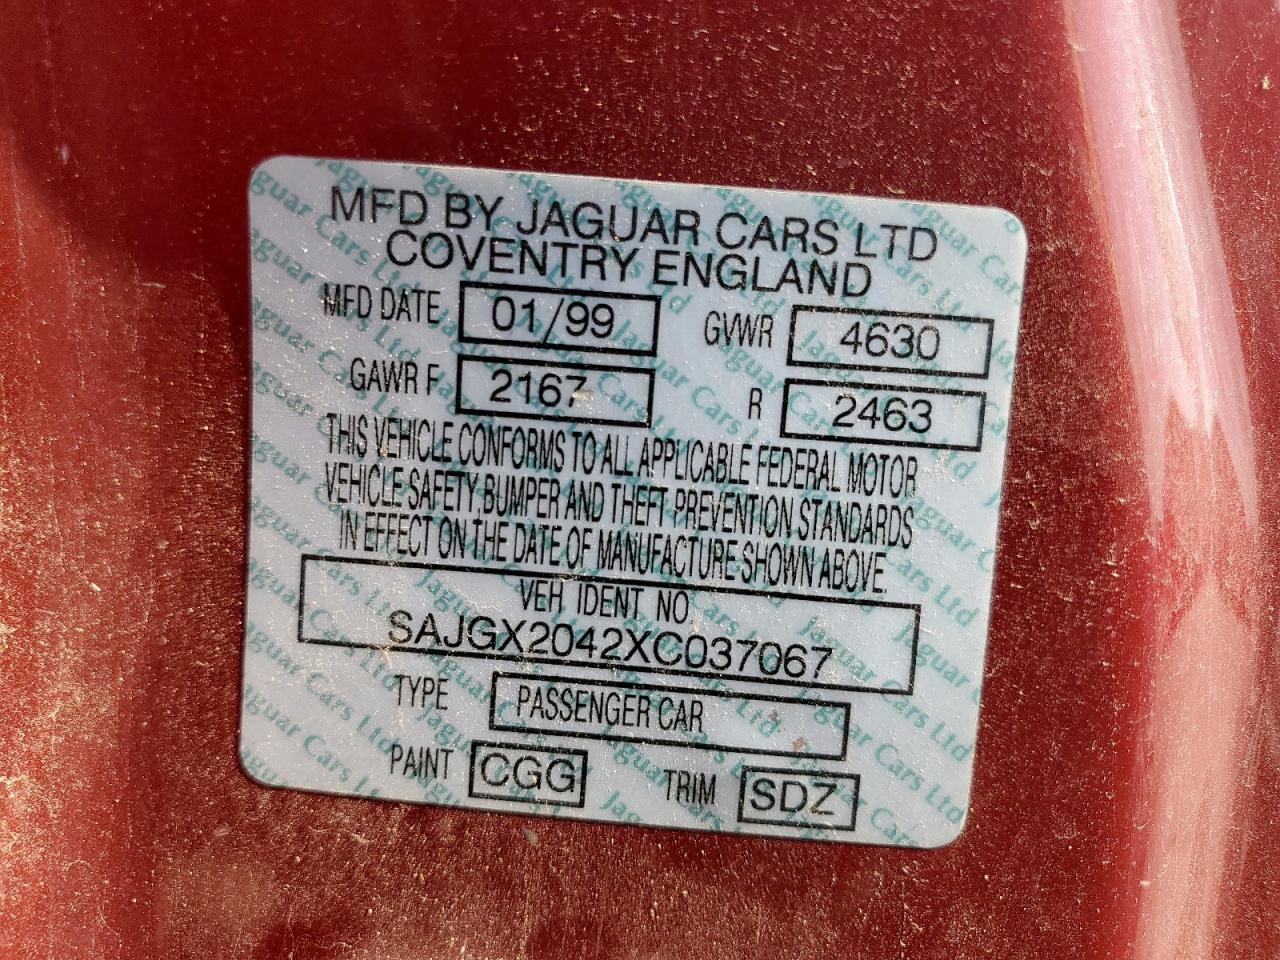 MFD BY JAGUAR CARS LTD
COVENTRY ENGLAND
MFD DATE 01/99 GVWR 4630
GAWR F 2167 R 2463
THIS VEHICLE CONFORMS TO ALL APPLICABLE FEDERAL MOTOR
VEHICLE SAFETY, BUMPER AND THEFT PREVENTION STANDARDS
IN EFFECT ON THE DATE OF MANUFACTURE SHOWN ABOVE.
VEH IDENT NO
SAJGX2042XC037067
TYPE PASSENGER CAR
PAINT CGG TRIM SDZ